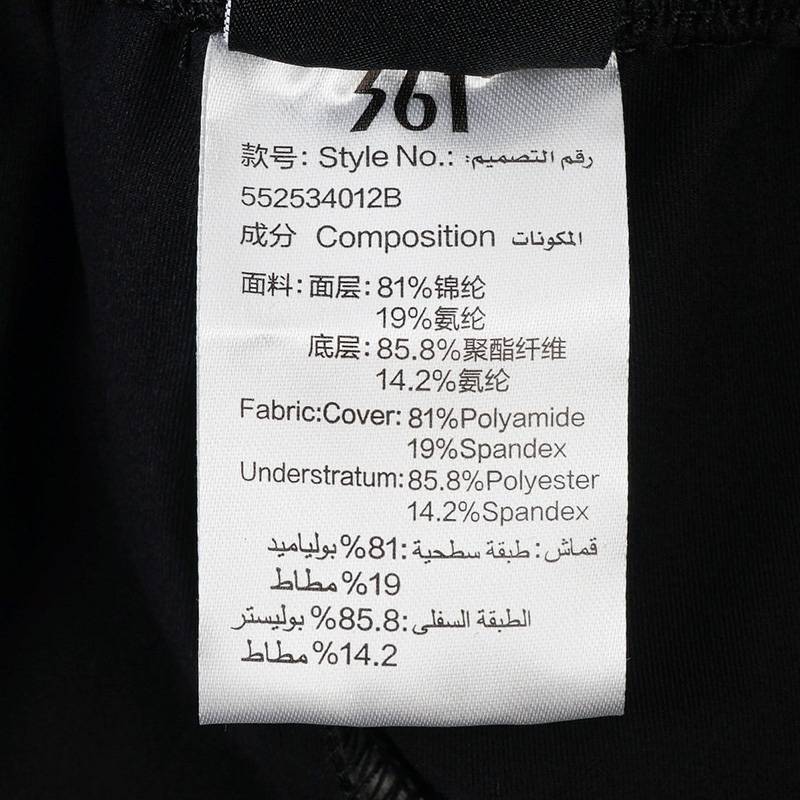 361
款号: Style No.: رقم التصميم:
552534012B
成分 Composition المكونات
面料: 面层: 81%锦纶
19%氨纶
底层: 85.8%聚酯纤维
14.2%氨纶
Fabric:Cover: 81%Polyamide
19%Spandex
Understratum: 85.8%Polyester
14.2%Spandex
قماش: طبقة سطحية: 81%بولياميد
19%مطاط
الطبقة السفلى: 85.8%بوليستر
14.2%مطاط